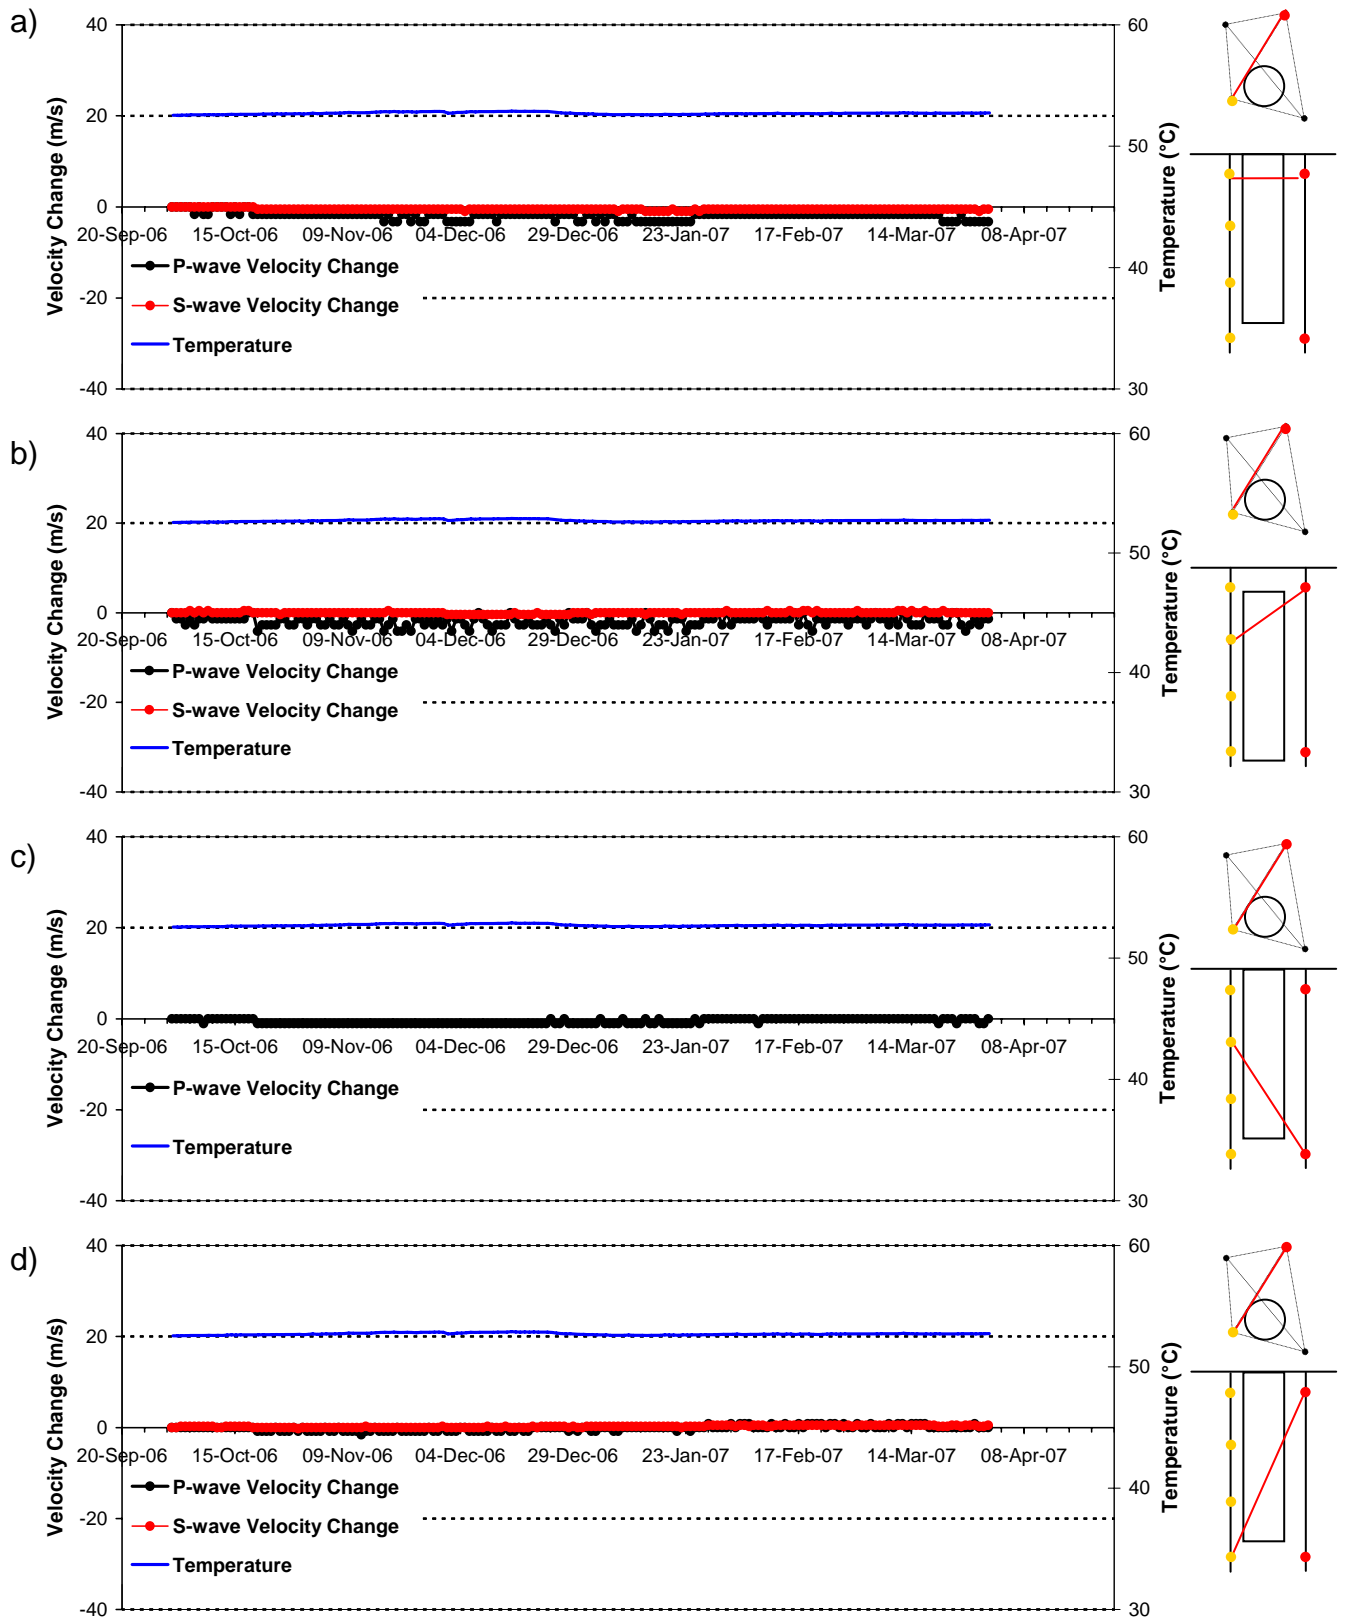 a)
40
20
0
-20
-40
Velocity Change (m/s)
60
50
40
30
Temperature (°C)
20-Sep-06 15-Oct-06 09-Nov-06 04-Dec-06 29-Dec-06 23-Jan-07 17-Feb-07 14-Mar-07 08-Apr-07
P-wave Velocity Change
S-wave Velocity Change
Temperature
b)
40
20
0
-20
-40
Velocity Change (m/s)
60
50
40
30
Temperature (°C)
20-Sep-06 15-Oct-06 09-Nov-06 04-Dec-06 29-Dec-06 23-Jan-07 17-Feb-07 14-Mar-07 08-Apr-07
P-wave Velocity Change
S-wave Velocity Change
Temperature
c)
40
20
0
-20
-40
Velocity Change (m/s)
60
50
40
30
Temperature (°C)
20-Sep-06 15-Oct-06 09-Nov-06 04-Dec-06 29-Dec-06 23-Jan-07 17-Feb-07 14-Mar-07 08-Apr-07
P-wave Velocity Change
Temperature
d)
40
20
0
-20
-40
Velocity Change (m/s)
60
50
40
30
Temperature (°C)
20-Sep-06 15-Oct-06 09-Nov-06 04-Dec-06 29-Dec-06 23-Jan-07 17-Feb-07 14-Mar-07 08-Apr-07
P-wave Velocity Change
S-wave Velocity Change
Temperature